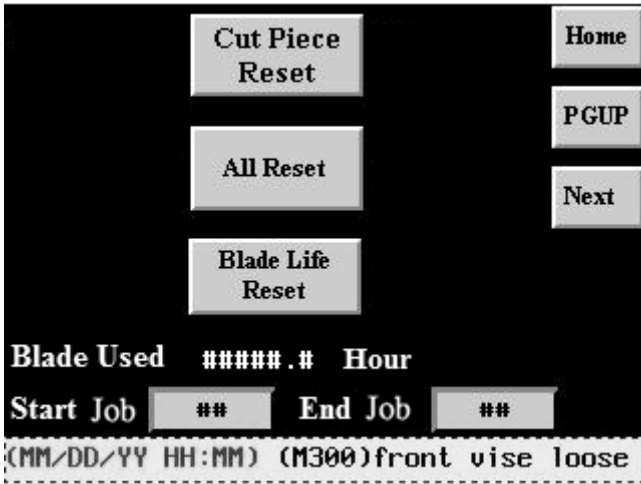 Cut Piece
Reset
Home
PGUP
All Reset
Next
Blade Life
Reset
Blade Used #####.# Hour
Start Job ## End Job ##
(MM/DD/YY HH:MM) (M300)front vise loose